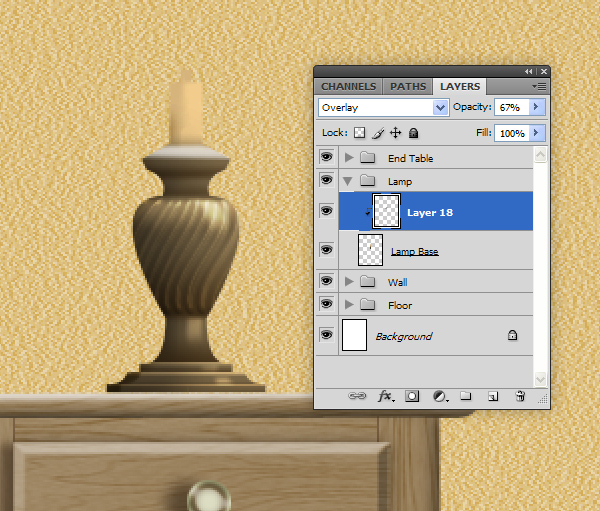 CHANNELS PATHS LAYERS
Overlay Opacity: 67%
Lock: Fill: 100%
End Table
Lamp
Layer 18
Lamp Base
Wall
Floor
Background
fx